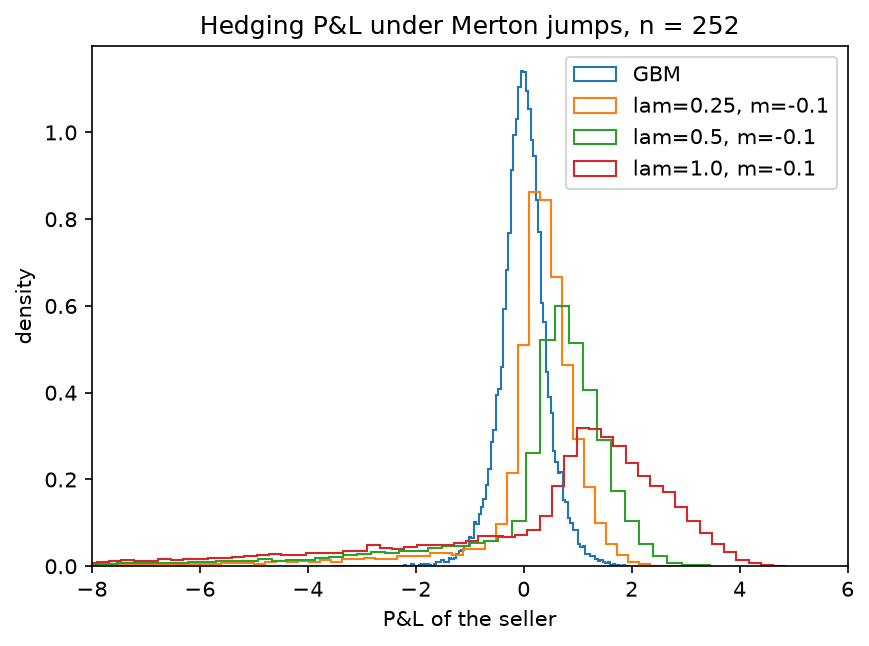 Hedging P&L under Merton jumps, n = 252
GBM
lam=0.25, m=-0.1
lam=0.5, m=-0.1
lam=1.0, m=-0.1
density
1.0
0.8
0.6
0.4
0.2
0.0
−8 −6 −4 −2 0 2 4 6
P&L of the seller